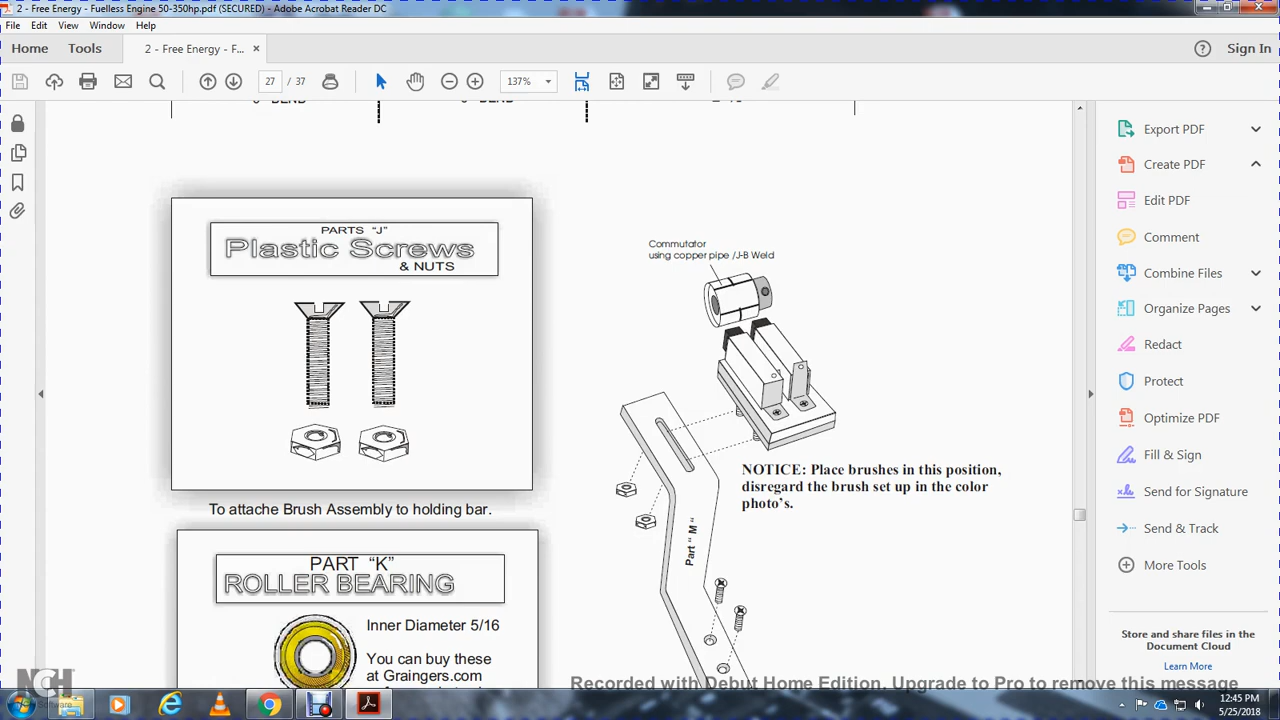 2 - Free Energy - Fuelless Engine 50-350hp.pdf (SECURED) - Adobe Acrobat Reader DC
File Edit View Window Help
Home Tools 2 - Free Energy - F... × Sign In
27 / 37 137%
PARTS "J"
Plastic Screws
& NUTS
To attache Brush Assembly to holding bar.
PART "K"
ROLLER BEARING
Inner Diameter 5/16
You can buy these
at Graingers.com
Commutator
using copper pipe /J-B Weld
NOTICE: Place brushes in this position,
disregard the brush set up in the color
photo's.
Part " M "
Export PDF
Create PDF
Edit PDF
Comment
Combine Files
Organize Pages
Redact
Protect
Optimize PDF
Fill & Sign
Send for Signature
Send & Track
More Tools
Store and share files in the
Document Cloud
Learn More
NCH
Software
Recorded with Debut Home Edition. Upgrade to Pro to remove this message
12:45 PM
5/25/2018